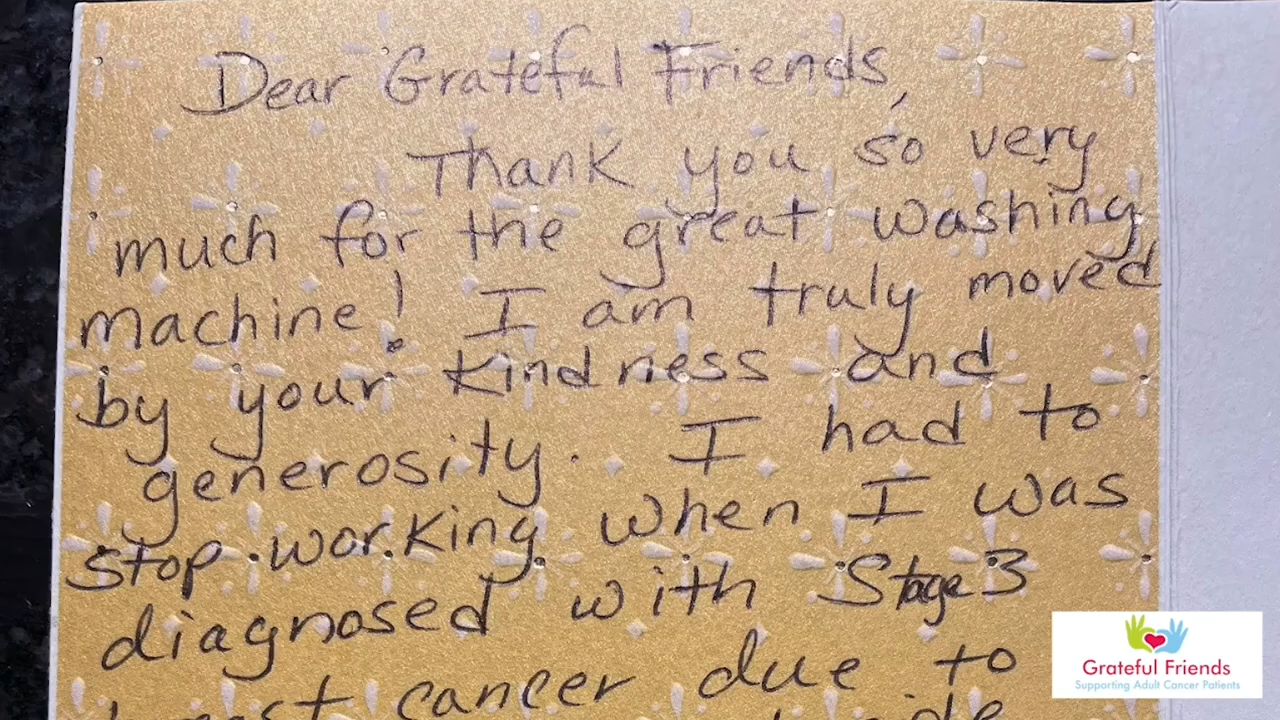 Dear Grateful Friends,
Thank you so very
much for the great washing
machine! I am truly moved
by your kindness and
generosity. I had to
stop working when I was
diagnosed with Stage 3
cancer due to
Grateful Friends
Supporting Adult Cancer Patients